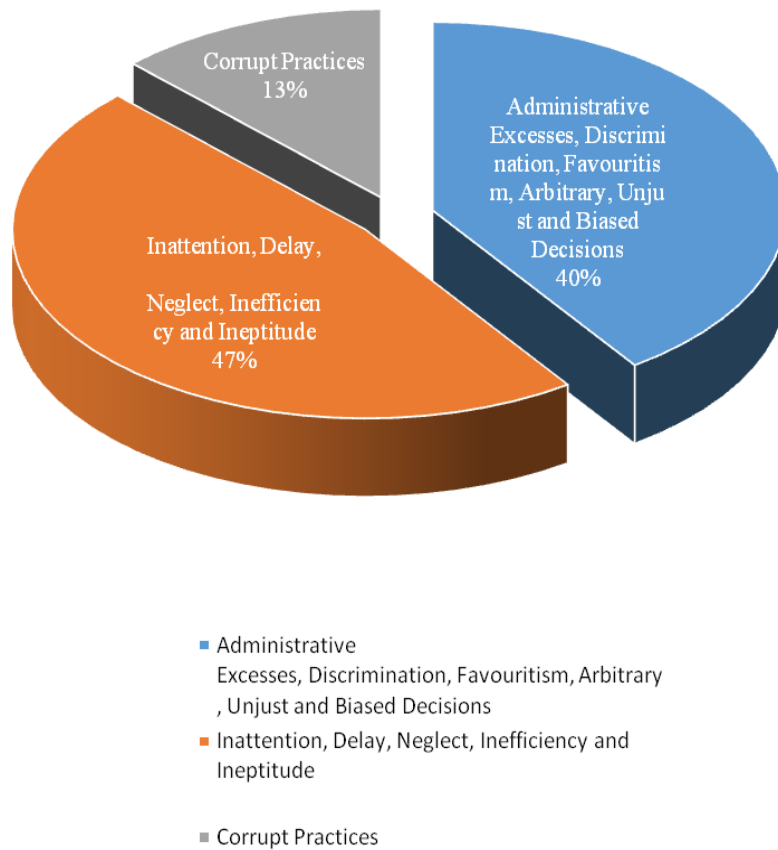 Corrupt Practices
13%
Administrative
Excesses, Discrimi
nation, Favouritis
m, Arbitrary, Unju
st and Biased
Decisions
40%
Inattention, Delay,
Neglect, Inefficien
cy and Ineptitude
47%
Administrative
Excesses, Discrimination, Favouritism, Arbitrary
, Unjust and Biased Decisions
Inattention, Delay, Neglect, Inefficiency and
Ineptitude
Corrupt Practices